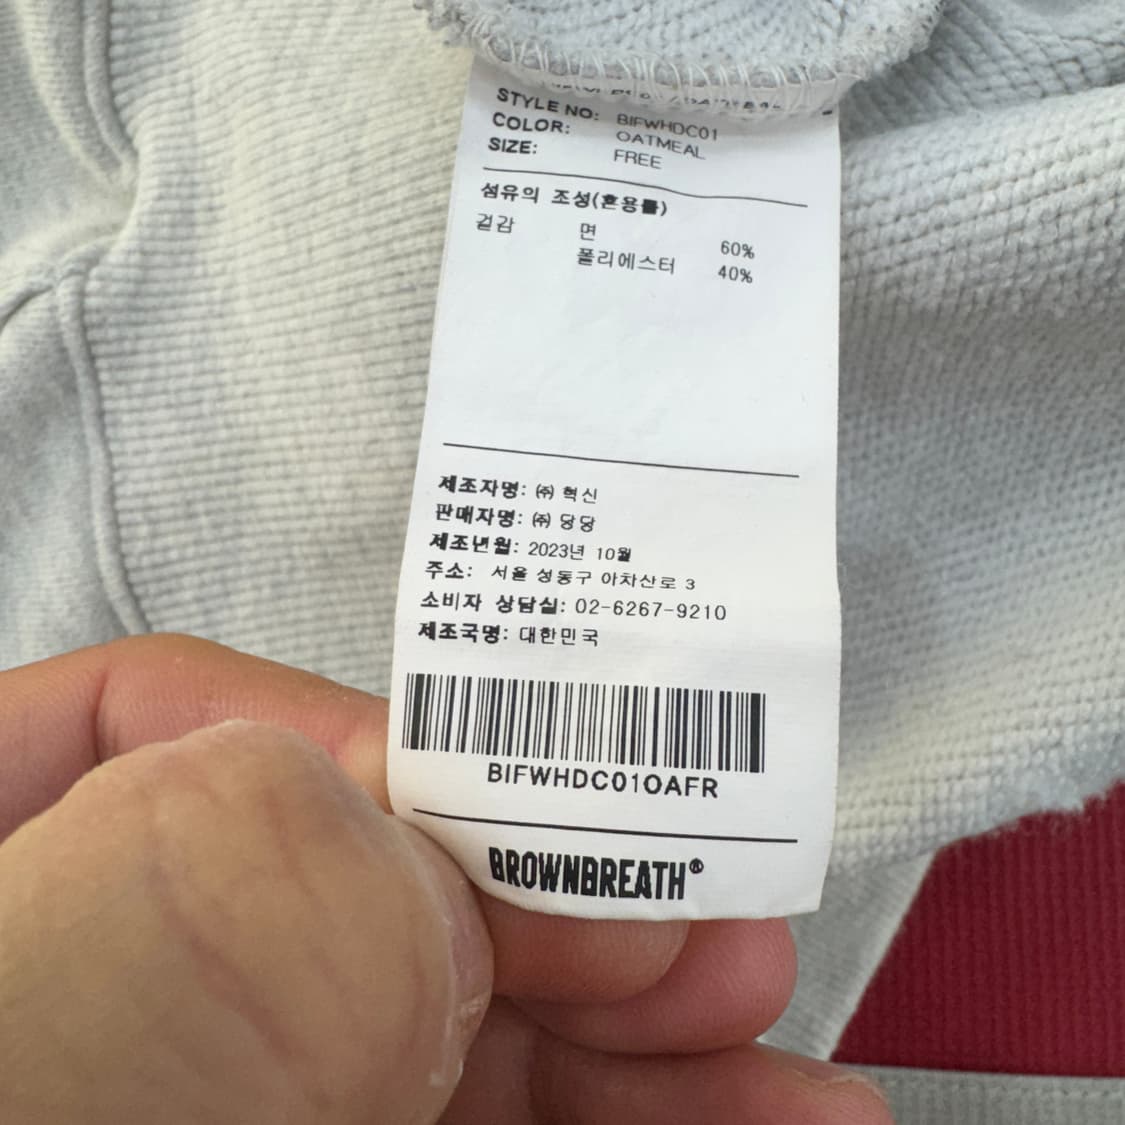 STYLE NO: BIFWHDC01
COLOR: OATMEAL
SIZE: FREE
섬유의 조성(혼용률)
겉감 면 60%
폴리에스터 40%
제조자명: ㈜ 혁신
판매자명: ㈜ 당당
제조년월: 2023년 10월
주소: 서울 성동구 아차산로 3
소비자 상담실: 02-6267-9210
제조국명: 대한민국
BIFWHDC01OAFR
BROWNBREATH®